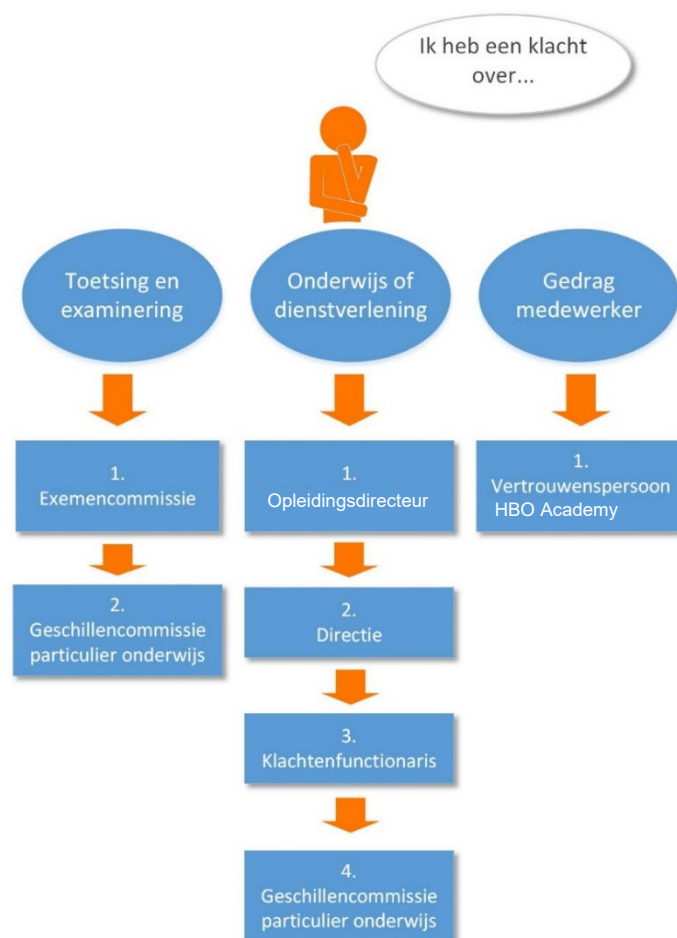 Ik heb een klacht
over...
Toetsing en
examinering
Onderwijs of
dienstverlening
Gedrag
medewerker
1.
Exemencommissie
1.
Opleidingsdirecteur
1.
Vertrouwenspersoon
HBO Academy
2.
Geschillencommissie
particulier onderwijs
2.
Directie
3.
Klachtenfunctionaris
4.
Geschillencommissie
particulier onderwijs